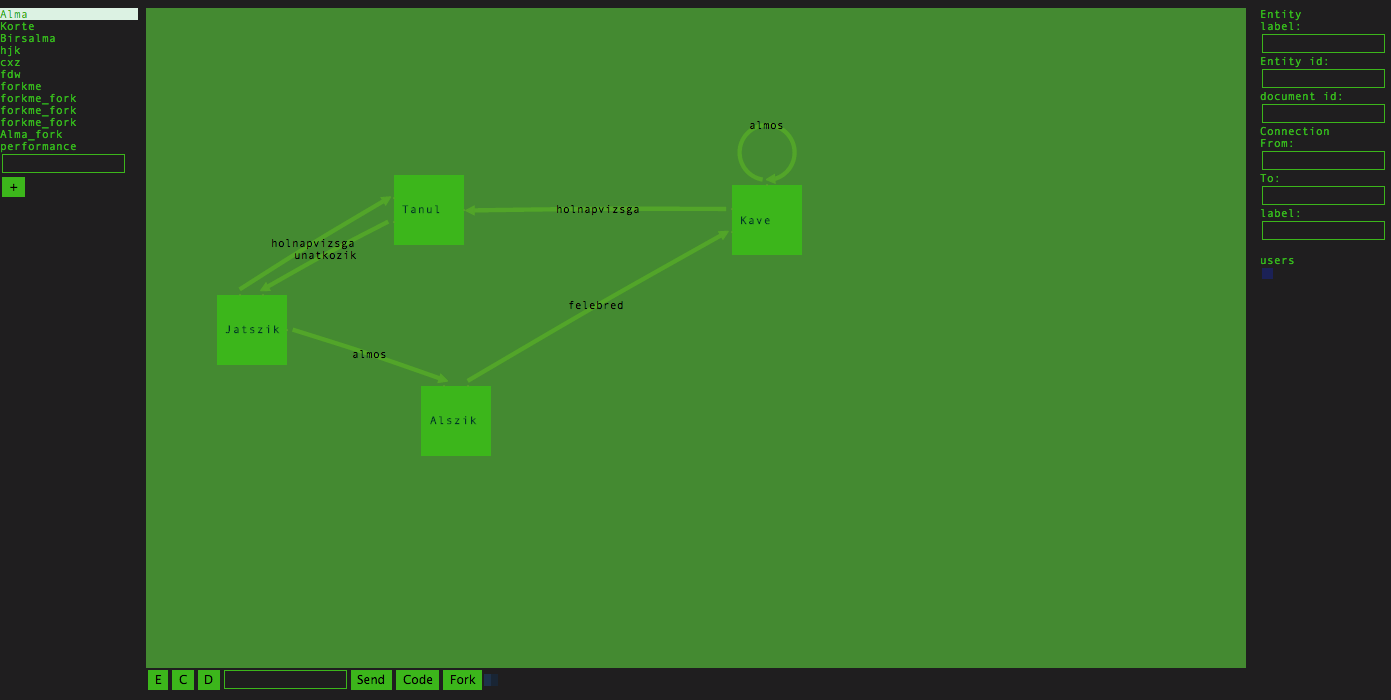 Alma
Korte
Birsalma
hjk
cxz
fdw
forkme
forkme_fork
forkme_fork
forkme_fork
Alma_fork
performance
+
almos
Tanul
holnapvizsga
Kave
holnapvizsga
unatkozik
felebred
Jatszik
almos
Alszik
E C D Send Code Fork
Entity
label:
Entity id:
document id:
Connection
From:
To:
label:
users